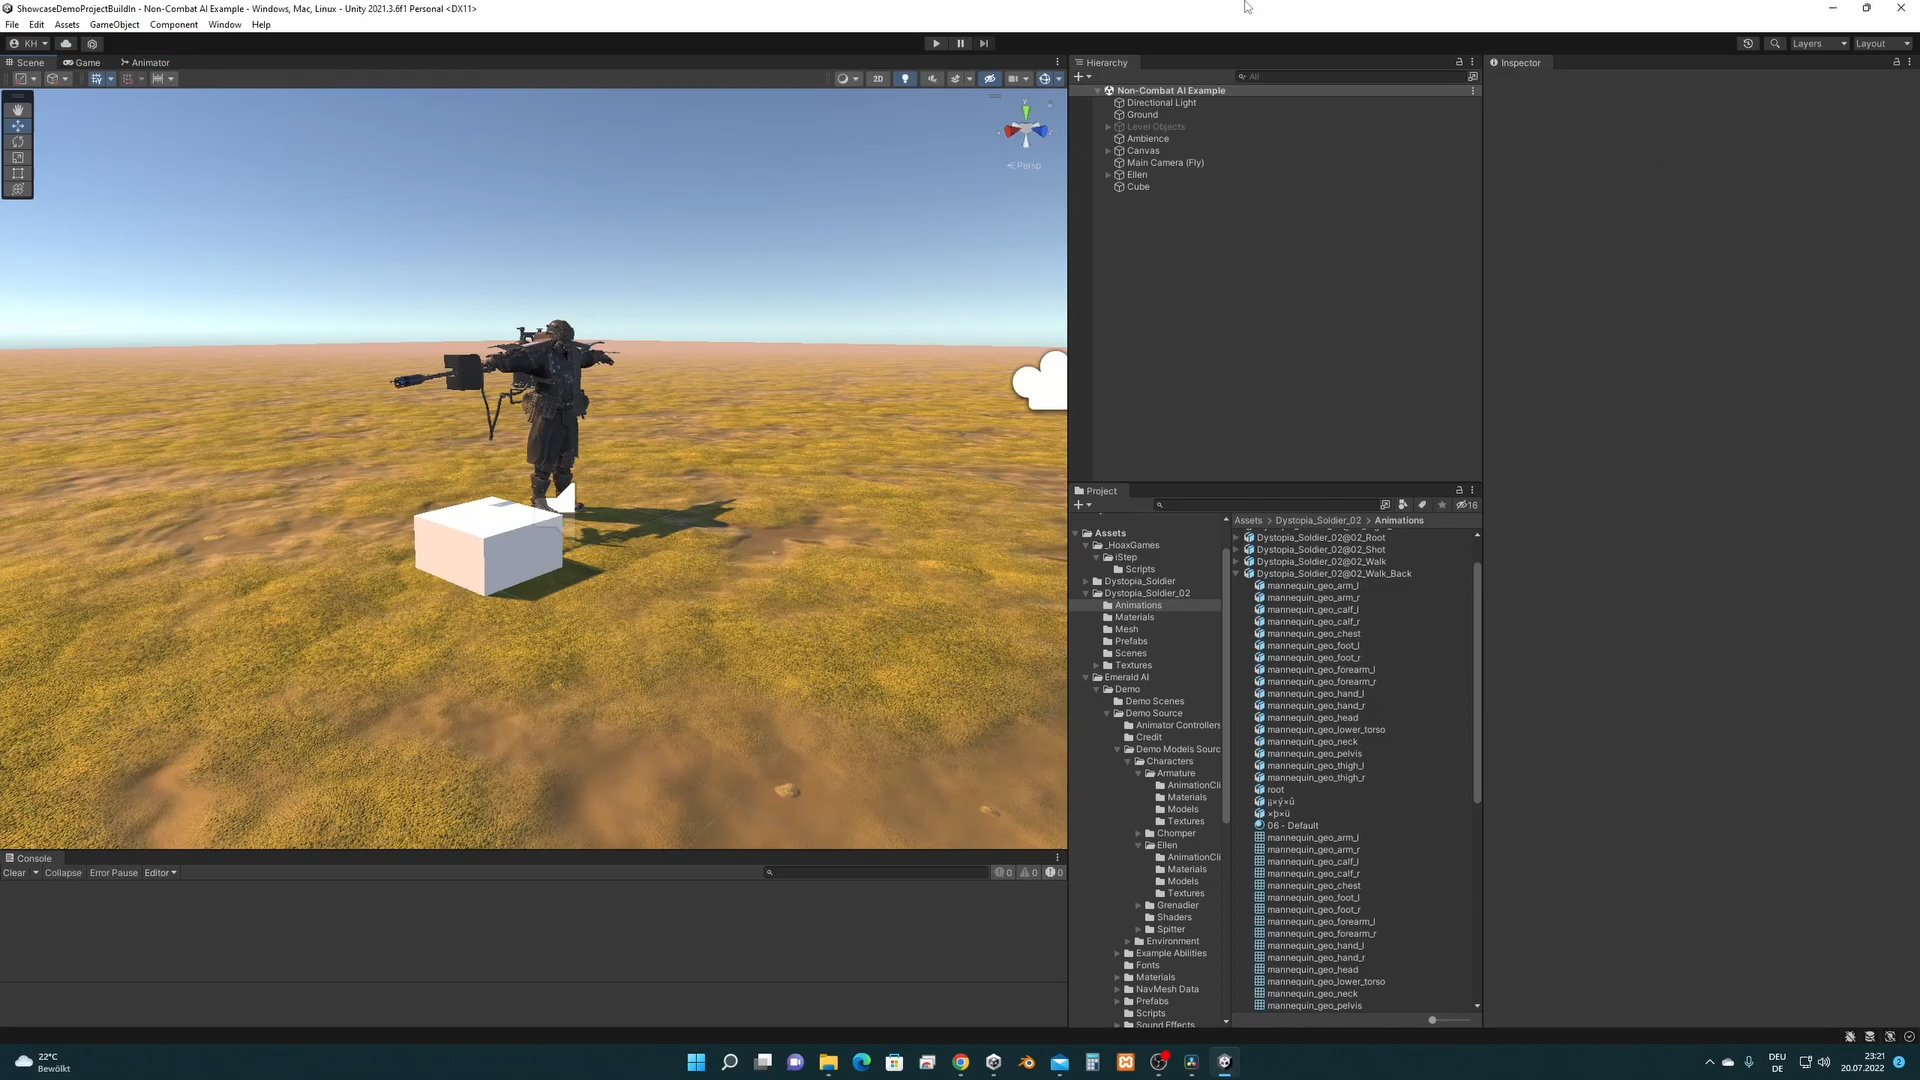 ShowcaseDemoProjectBuildIn - Non-Combat AI Example - Windows, Mac, Linux - Unity 2021.3.6f1 Personal <DX11>
File Edit Assets GameObject Component Window Help
KH
Layers
Layout
Scene
Game
Animator
2D
Persp
Hierarchy
All
Non-Combat AI Example
Directional Light
Ground
Level Objects
Ambience
Canvas
Main Camera (Fly)
Ellen
Cube
Inspector
Project
16
Assets
_HoaxGames
iStep
Scripts
Dystopia_Soldier
Dystopia_Soldier_02
Animations
Materials
Mesh
Prefabs
Scenes
Textures
Emerald AI
Demo
Demo Scenes
Demo Source
Animator Controllers
Credit
Demo Models Sourc
Characters
Armature
AnimationCli
Materials
Models
Textures
Chomper
Ellen
AnimationCli
Materials
Models
Textures
Grenadier
Shaders
Spitter
Environment
Example Abilities
Fonts
Materials
NavMesh Data
Prefabs
Scripts
Sound Effects
Assets > Dystopia_Soldier_02 > Animations
Dystopia_Soldier_02@02_Root
Dystopia_Soldier_02@02_Shot
Dystopia_Soldier_02@02_Walk
Dystopia_Soldier_02@02_Walk_Back
mannequin_geo_arm_l
mannequin_geo_arm_r
mannequin_geo_calf_l
mannequin_geo_calf_r
mannequin_geo_chest
mannequin_geo_foot_l
mannequin_geo_foot_r
mannequin_geo_forearm_l
mannequin_geo_forearm_r
mannequin_geo_hand_l
mannequin_geo_hand_r
mannequin_geo_head
mannequin_geo_lower_torso
mannequin_geo_neck
mannequin_geo_pelvis
mannequin_geo_thigh_l
mannequin_geo_thigh_r
root
06 - Default
mannequin_geo_arm_l
mannequin_geo_arm_r
mannequin_geo_calf_l
mannequin_geo_calf_r
mannequin_geo_chest
mannequin_geo_foot_l
mannequin_geo_foot_r
mannequin_geo_forearm_l
mannequin_geo_forearm_r
mannequin_geo_hand_l
mannequin_geo_hand_r
mannequin_geo_head
mannequin_geo_lower_torso
mannequin_geo_neck
mannequin_geo_pelvis
Console
Clear Collapse Error Pause Editor
0 0 0
22°C
Bewölkt
DEU
DE
23:21
20.07.2022
2